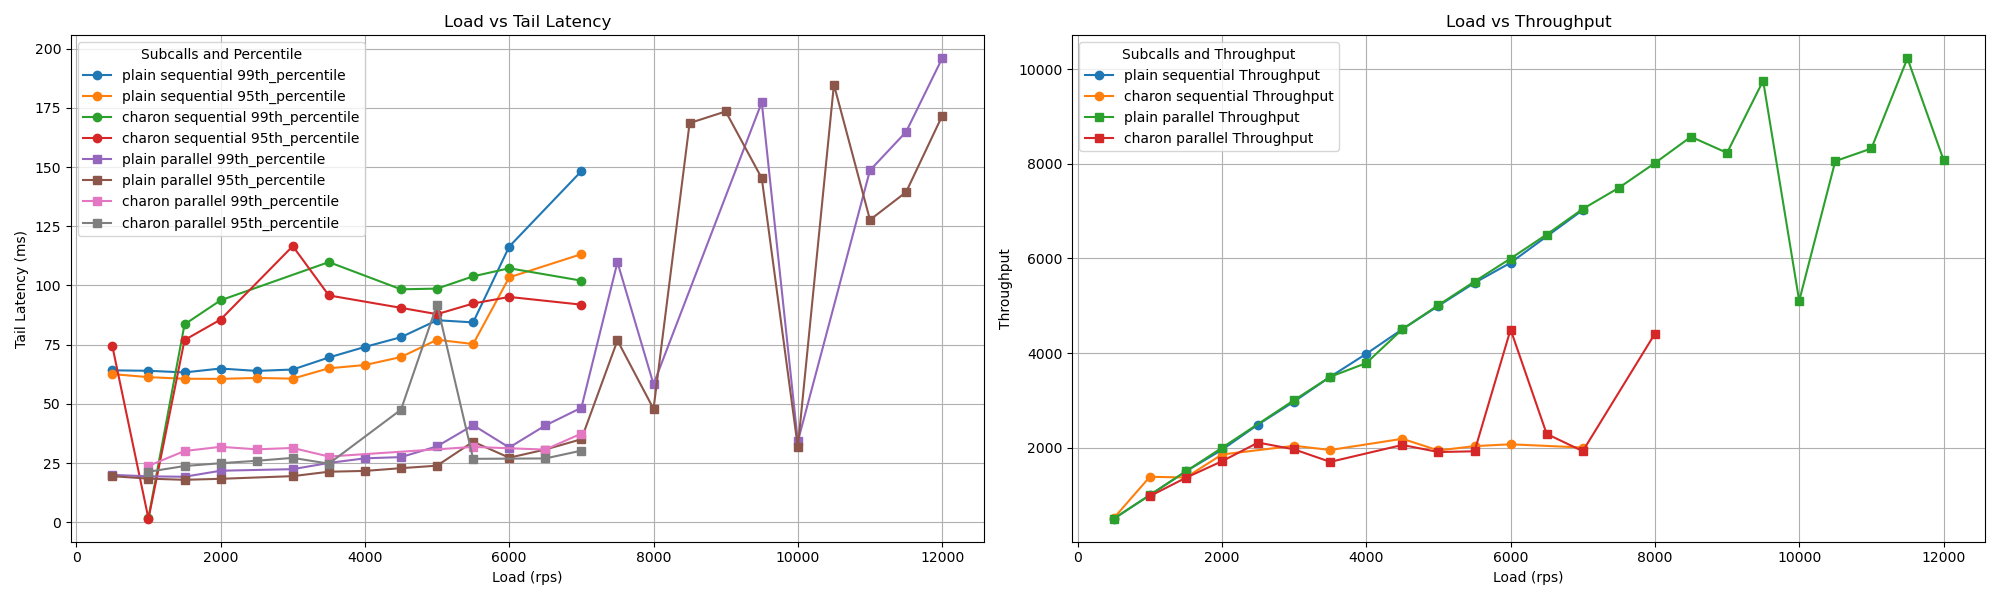 Load vs Tail Latency
Subcalls and Percentile
plain sequential 99th_percentile
plain sequential 95th_percentile
charon sequential 99th_percentile
charon sequential 95th_percentile
plain parallel 99th_percentile
plain parallel 95th_percentile
charon parallel 99th_percentile
charon parallel 95th_percentile
Tail Latency (ms)
200
175
150
125
100
75
50
25
0
0 2000 4000 6000 8000 10000 12000
Load (rps)
Load vs Throughput
Subcalls and Throughput
plain sequential Throughput
charon sequential Throughput
plain parallel Throughput
charon parallel Throughput
Throughput
10000
8000
6000
4000
2000
0 2000 4000 6000 8000 10000 12000
Load (rps)